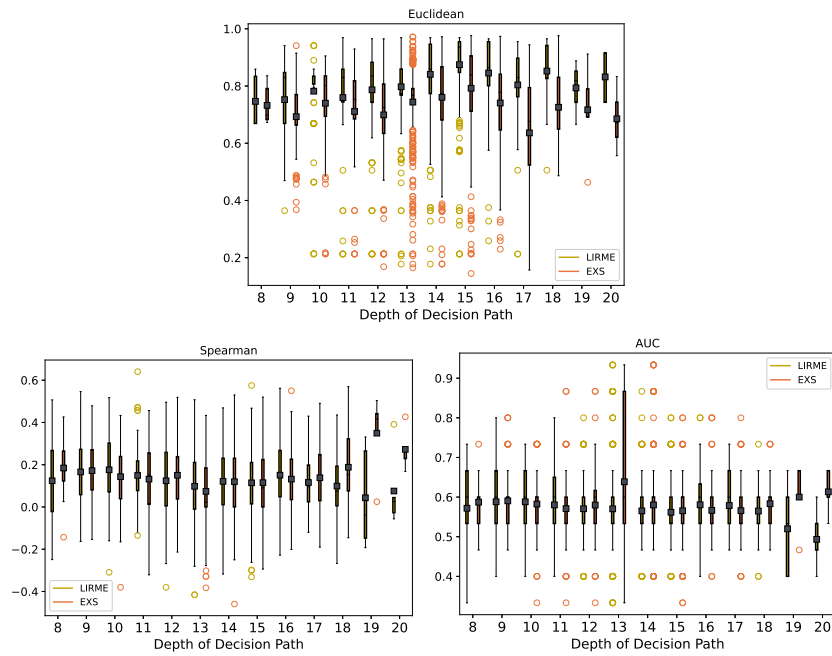 Euclidean
1.0
0.8
0.6
0.4
0.2
LIRME
EXS
8 9 10 11 12 13 14 15 16 17 18 19 20
Depth of Decision Path
Spearman
0.6
0.4
0.2
0.0
−0.2
−0.4
LIRME
EXS
8 9 10 11 12 13 14 15 16 17 18 19 20
Depth of Decision Path
AUC
0.9
0.8
0.7
0.6
0.5
0.4
LIRME
EXS
8 9 10 11 12 13 14 15 16 17 18 19 20
Depth of Decision Path